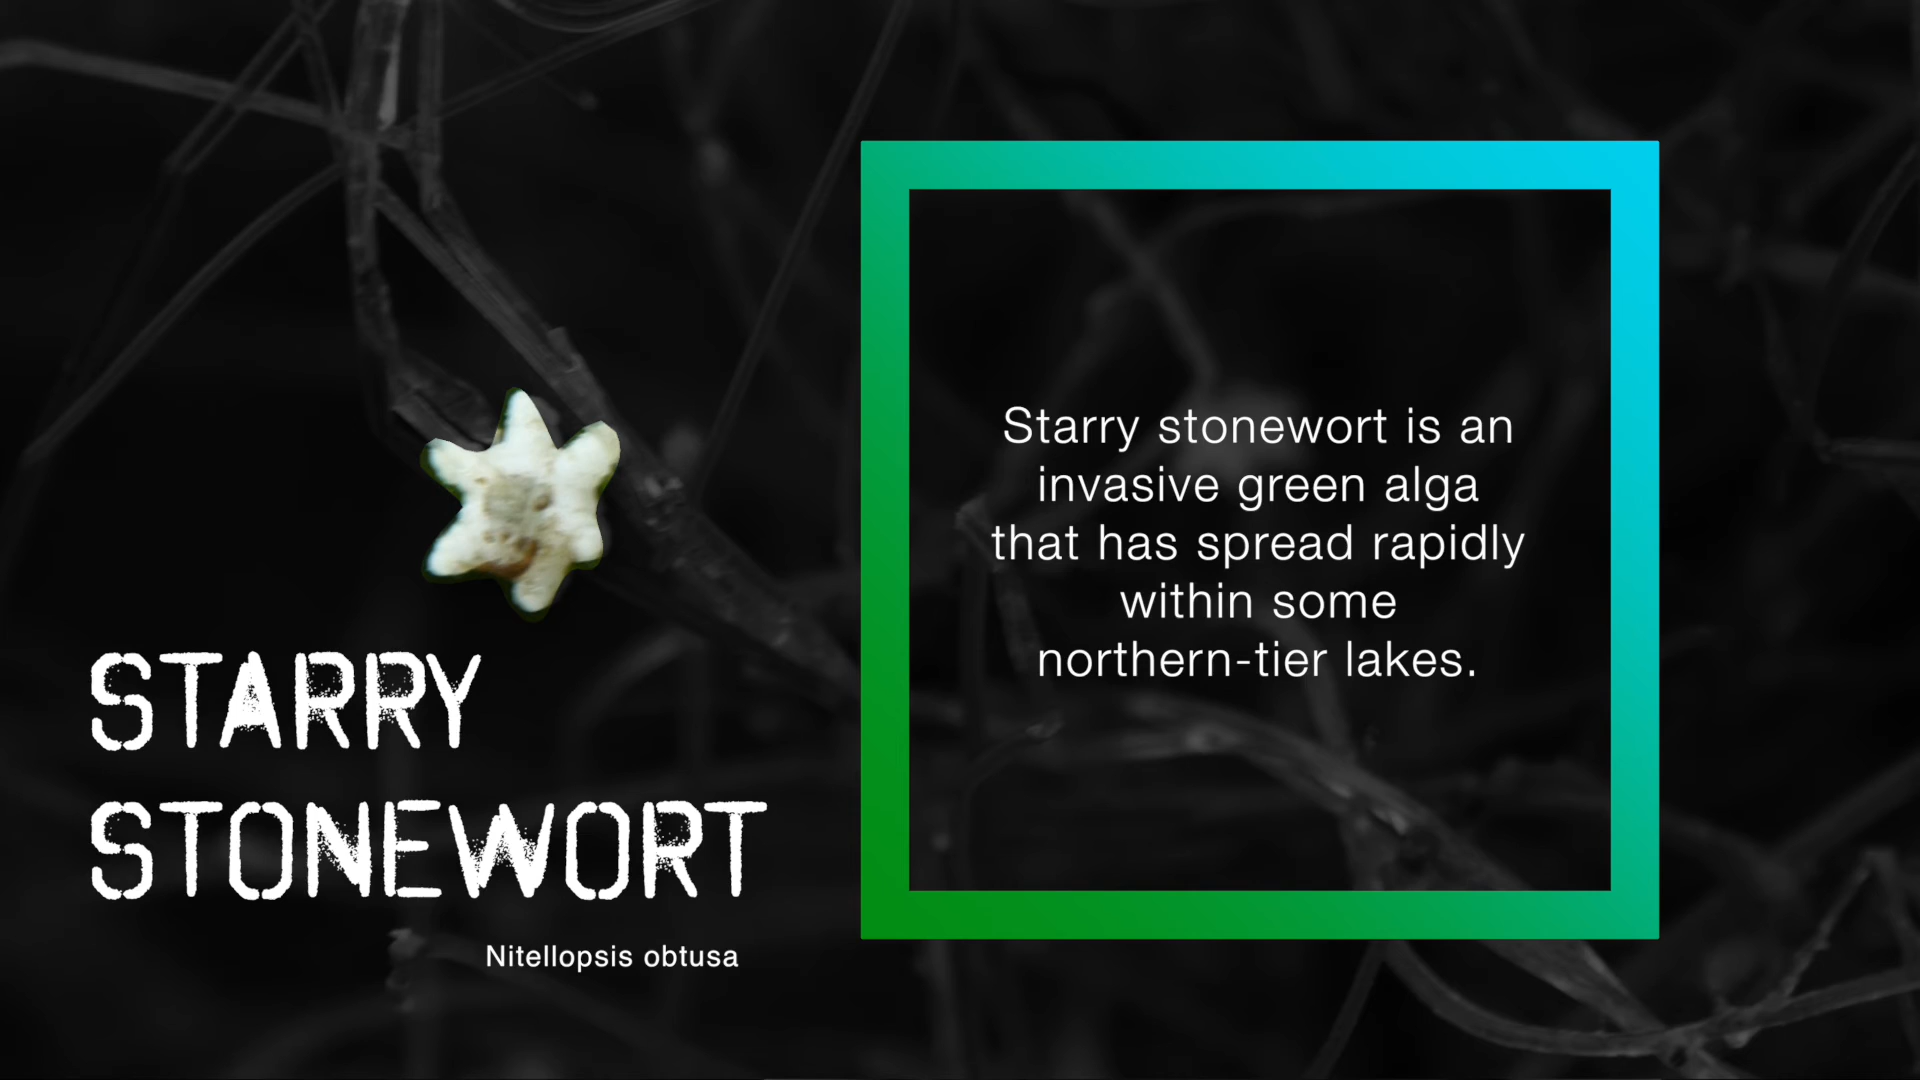 STARRY
STONEWORT
Nitellopsis obtusa
Starry stonewort is an
invasive green alga
that has spread rapidly
within some
northern-tier lakes.